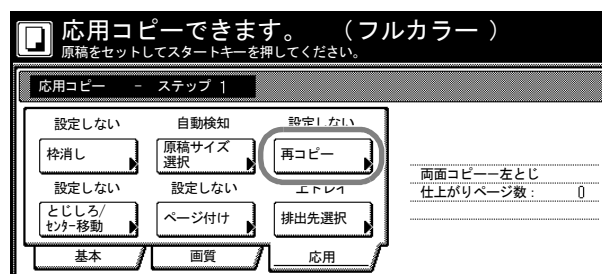 応用コピーできます。 （フルカラー ）
原稿をセットしてスタートキーを押してください。
応用コピー － ステップ 1
設定しない 自動検知 設定しない
枠消し 原稿サイズ選択 再コピー
設定しない 設定しない 上トレイ
とじしろ/センター移動 ページ付け 排出先選択
両面コピー－左とじ
仕上がりページ数： 0
基本 画質 応用